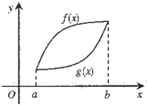 y
f(x)
g(x)
O a b x